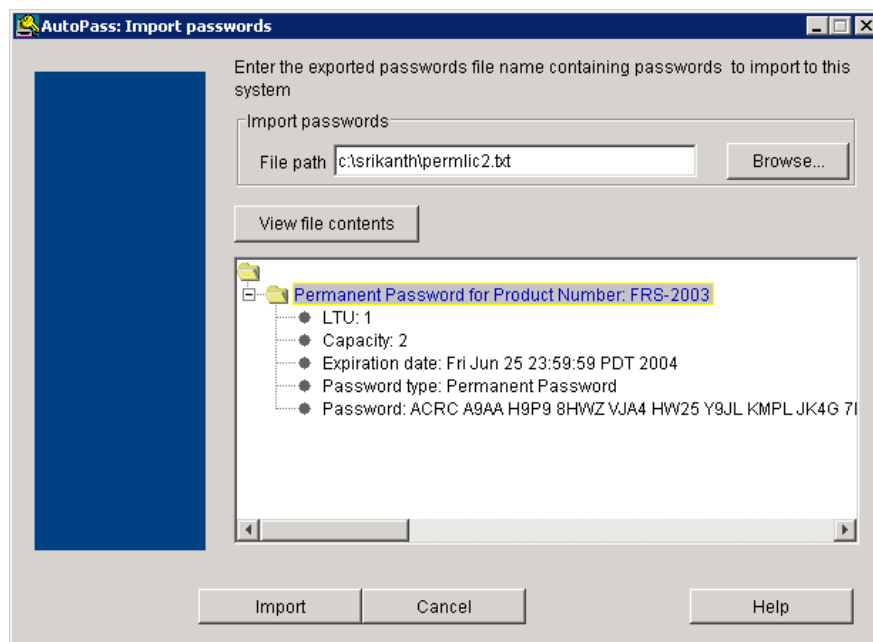 AutoPass: Import passwords
Enter the exported passwords file name containing passwords to import to this
system
Import passwords
File path c:\srikanth\permlic2.txt Browse...
View file contents
Permanent Password for Product Number: FRS-2003
LTU: 1
Capacity: 2
Expiration date: Fri Jun 25 23:59:59 PDT 2004
Password type: Permanent Password
Password: ACRC A9AA H9P9 8HWZ VJA4 HW25 Y9JL KMPL JK4G
Import Cancel Help